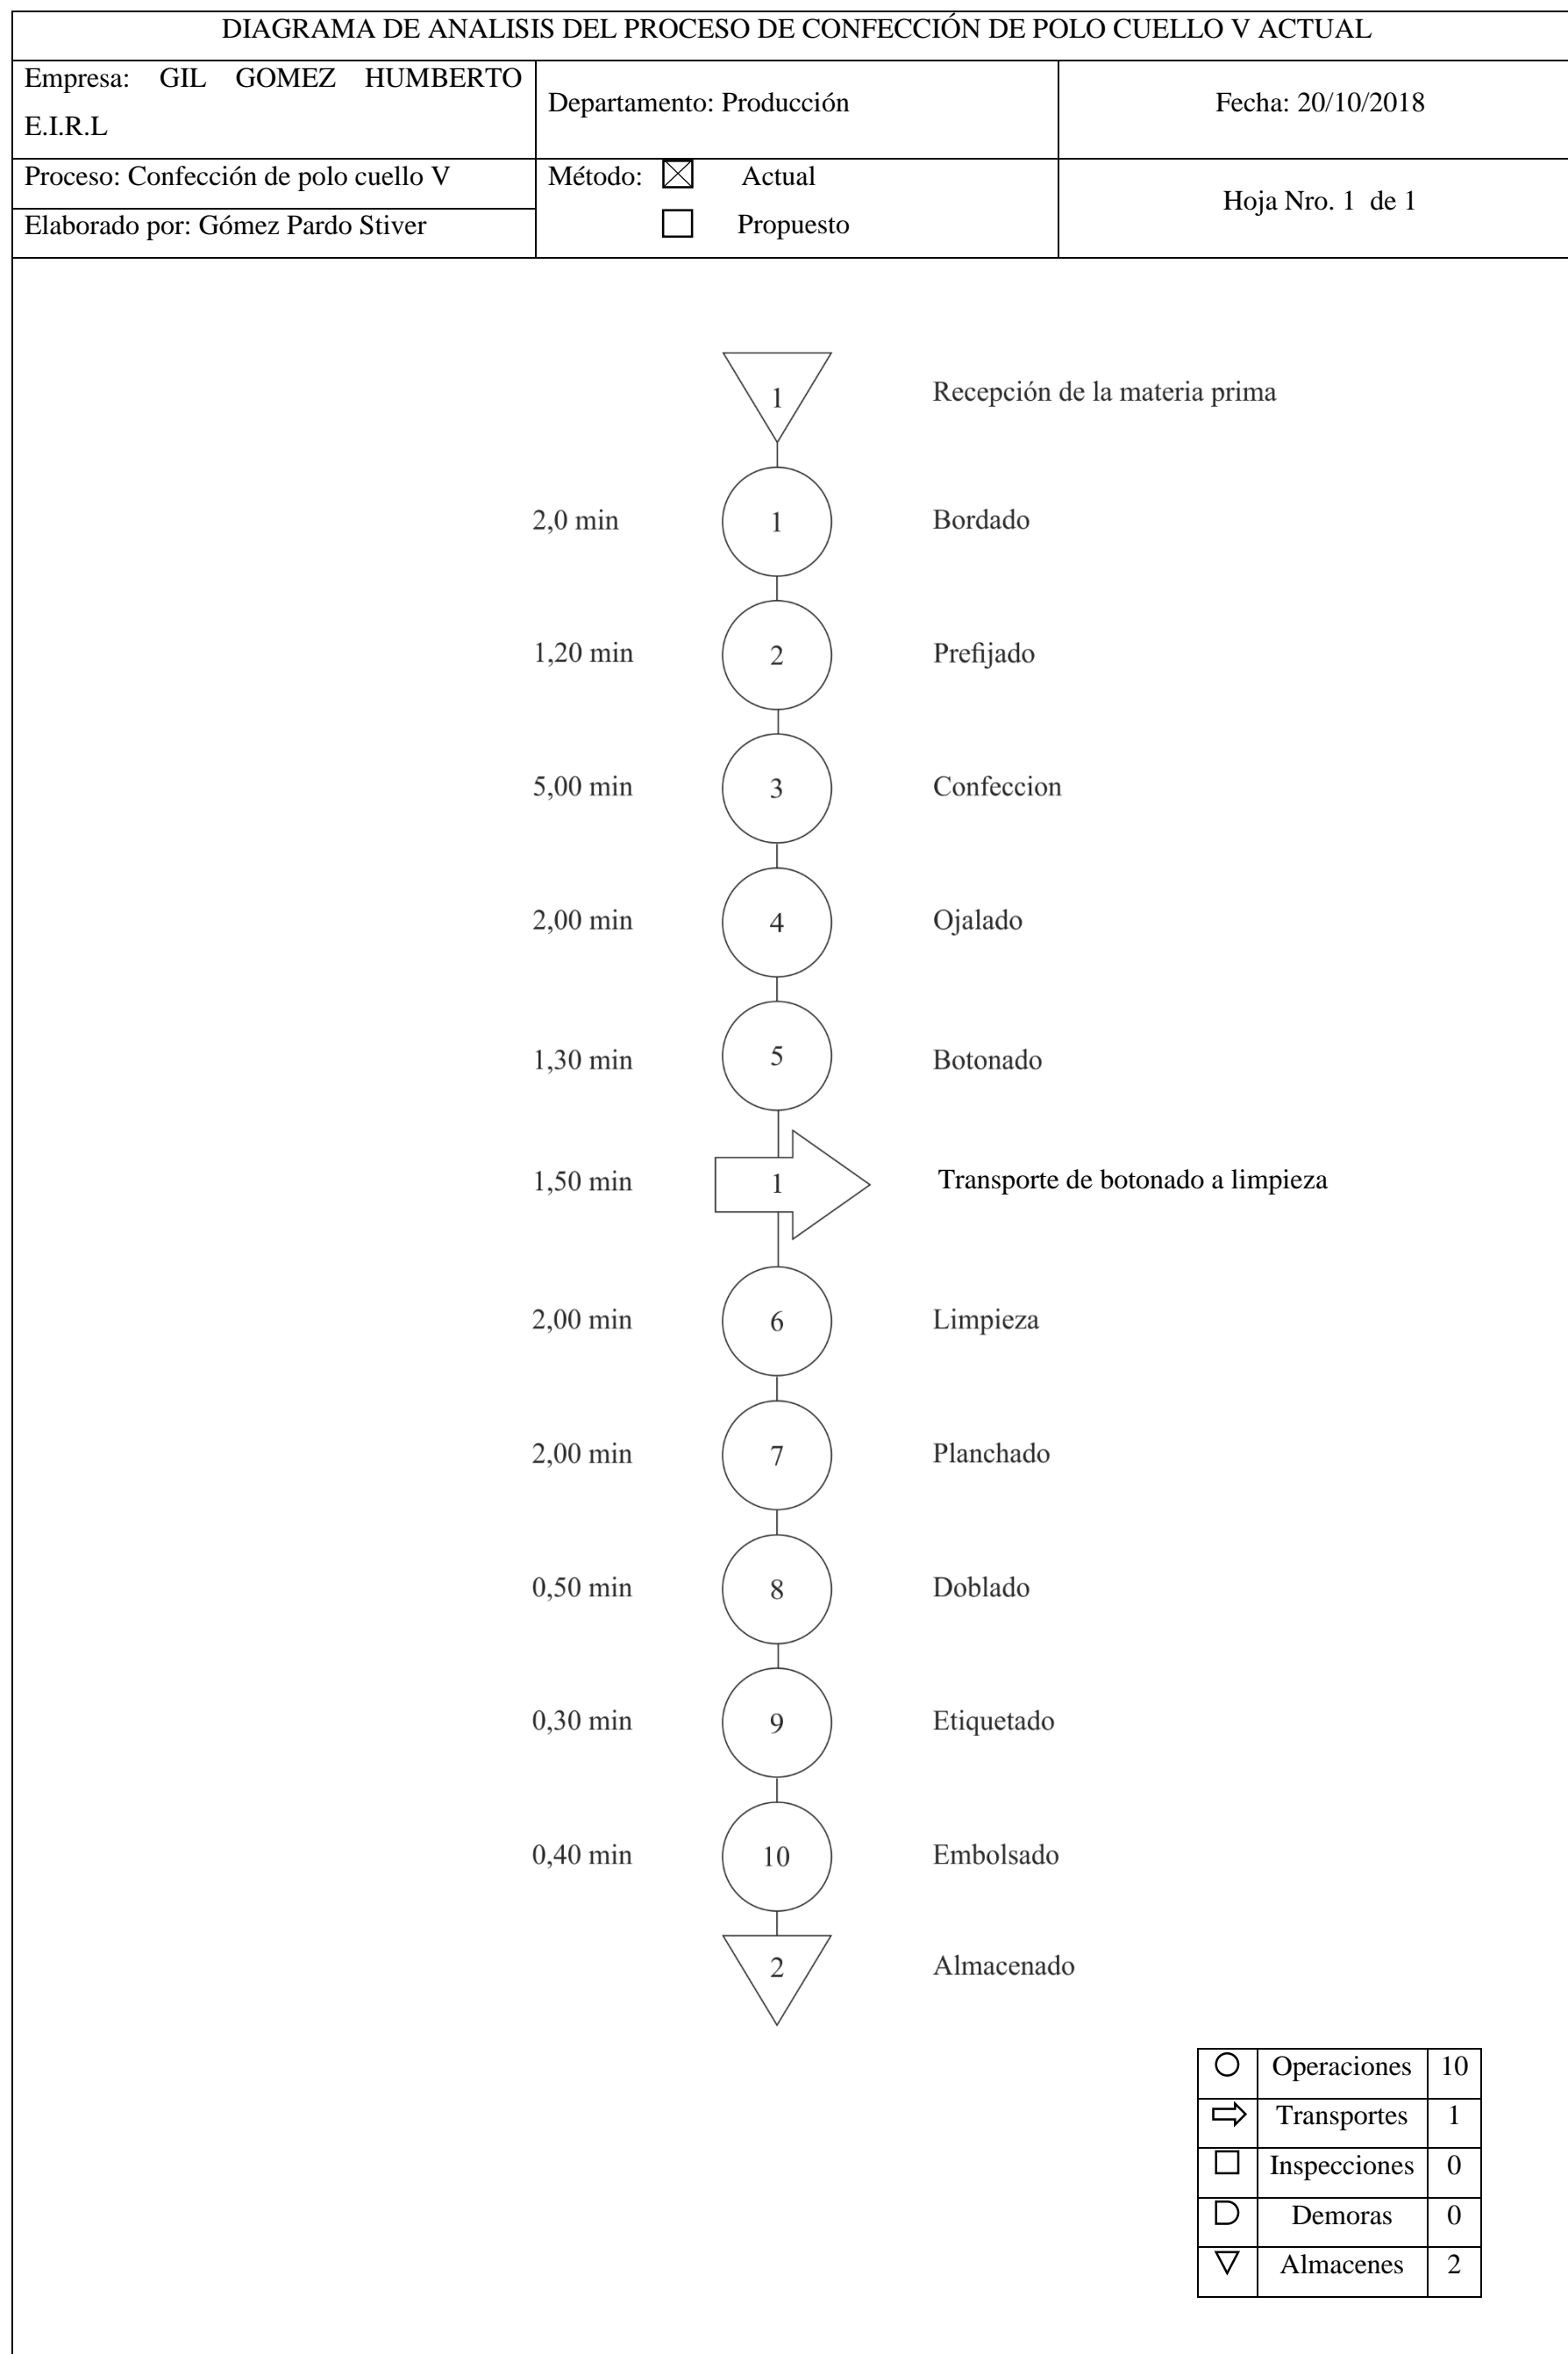 DIAGRAMA DE ANALISIS DEL PROCESO DE CONFECCIÓN DE POLO CUELLO V ACTUAL
Empresa: GIL GOMEZ HUMBERTO
E.I.R.L
Departamento: Producción
Fecha: 20/10/2018
Proceso: Confección de polo cuello V
Elaborado por: Gómez Pardo Stiver
Método: Actual
Propuesto
Hoja Nro. 1 de 1
1 Recepción de la materia prima
2,0 min 1 Bordado
1,20 min 2 Prefijado
5,00 min 3 Confeccion
2,00 min 4 Ojalado
1,30 min 5 Botonado
1,50 min 1 Transporte de botonado a limpieza
2,00 min 6 Limpieza
2,00 min 7 Planchado
0,50 min 8 Doblado
0,30 min 9 Etiquetado
0,40 min 10 Embolsado
2 Almacenado
Operaciones 10
Transportes 1
Inspecciones 0
Demoras 0
Almacenes 2